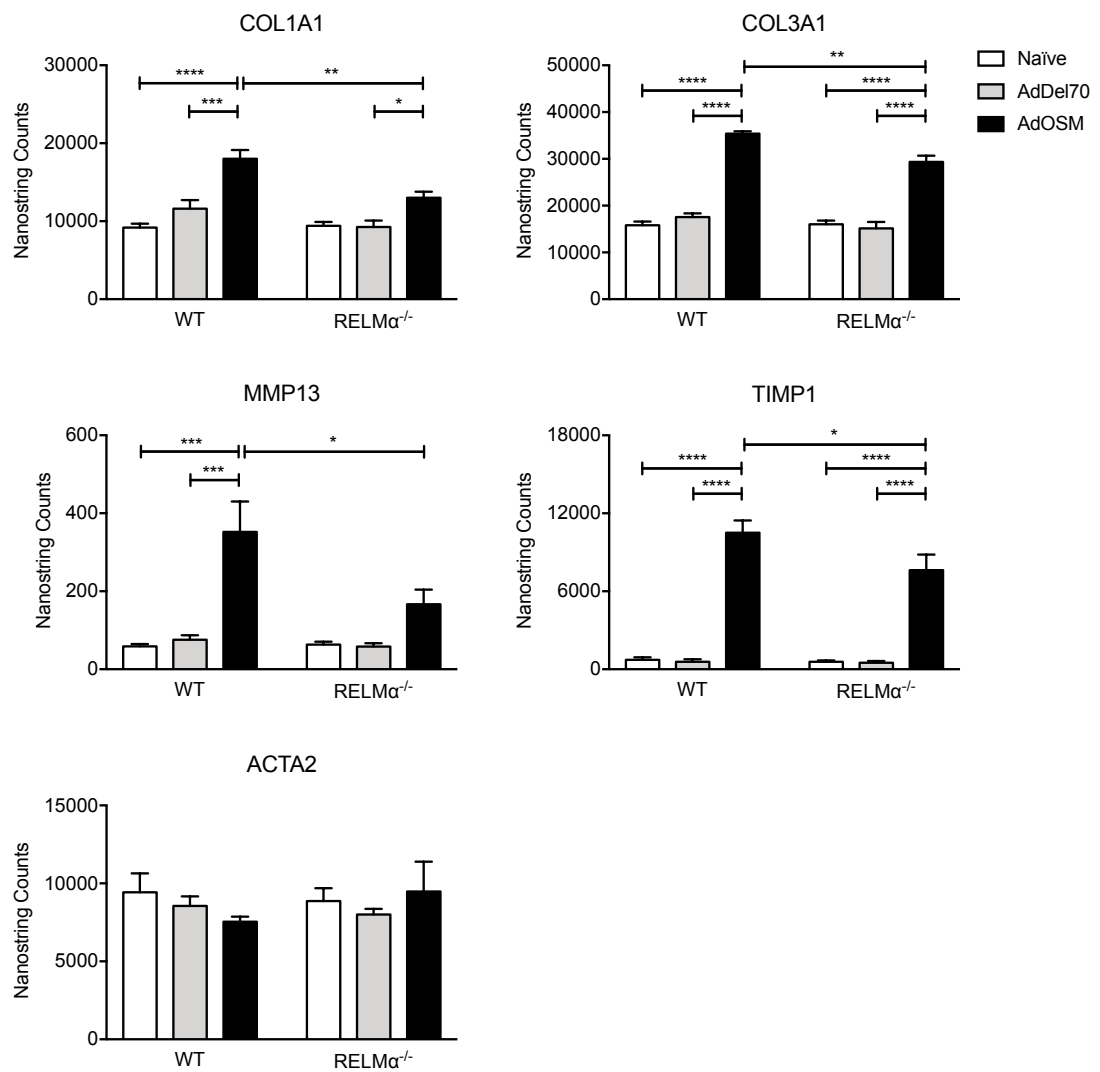 COL1A1
30000
20000
10000
0
Nanostring Counts
****
**
***
*
WT
RELMα-/-
COL3A1
50000
40000
30000
20000
10000
0
Nanostring Counts
**
****
****
****
****
WT
RELMα-/-
Naïve
AdDel70
AdOSM
MMP13
600
400
200
0
Nanostring Counts
***
*
***
WT
RELMα-/-
TIMP1
18000
12000
6000
0
Nanostring Counts
*
****
****
****
****
WT
RELMα-/-
ACTA2
15000
10000
5000
0
Nanostring Counts
WT
RELMα-/-